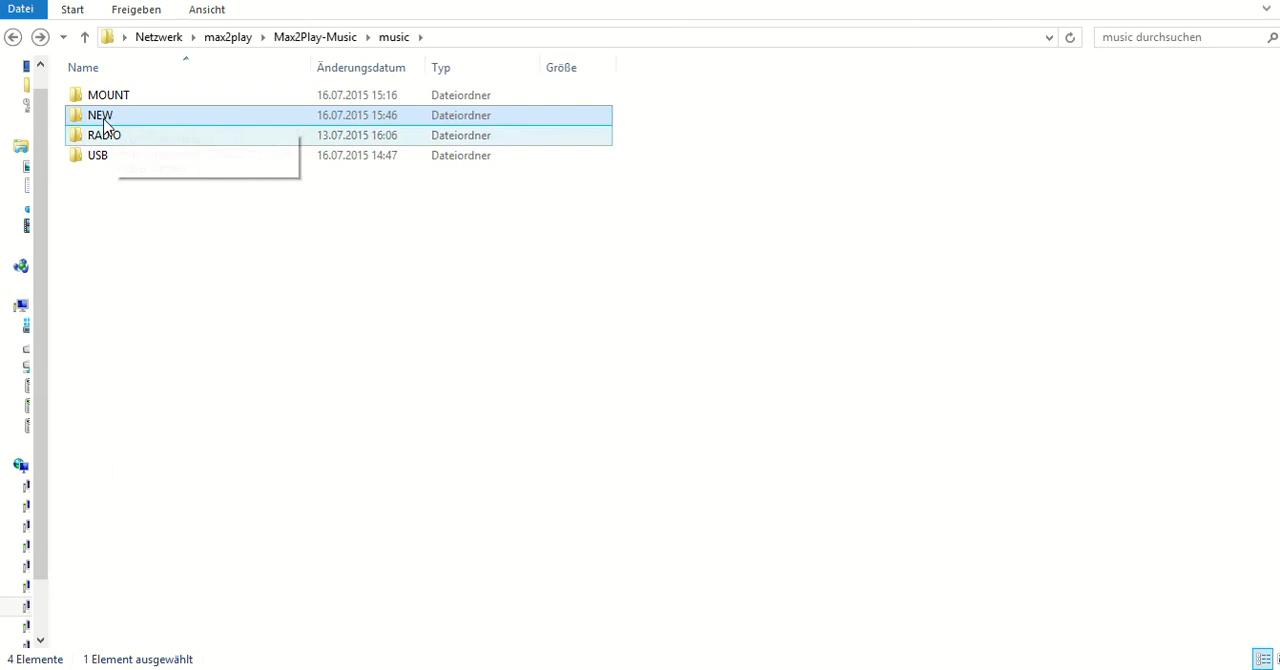 Datei Start Freigeben Ansicht
Netzwerk max2play Max2Play-Music music music durchsuchen
Name Änderungsdatum Typ Größe
MOUNT 16.07.2015 15:16 Dateiordner
NEW 16.07.2015 15:46 Dateiordner
RADIO 13.07.2015 16:06 Dateiordner
USB 16.07.2015 14:47 Dateiordner
4 Elemente 1 Element ausgewählt